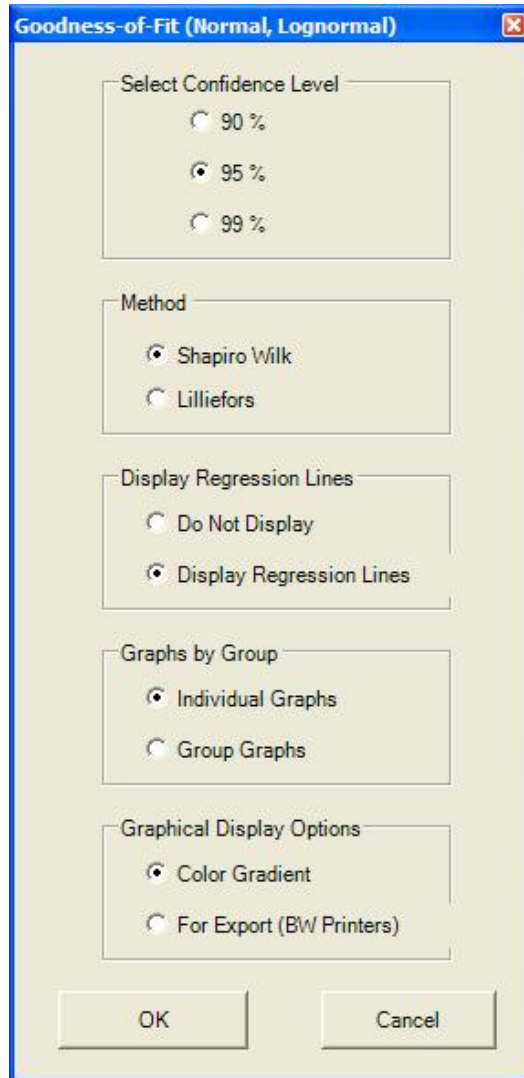 Goodness-of-Fit (Normal, Lognormal)
Select Confidence Level
90 %
95 %
99 %
Method
Shapiro Wilk
Lilliefors
Display Regression Lines
Do Not Display
Display Regression Lines
Graphs by Group
Individual Graphs
Group Graphs
Graphical Display Options
Color Gradient
For Export (BW Printers)
OK Cancel